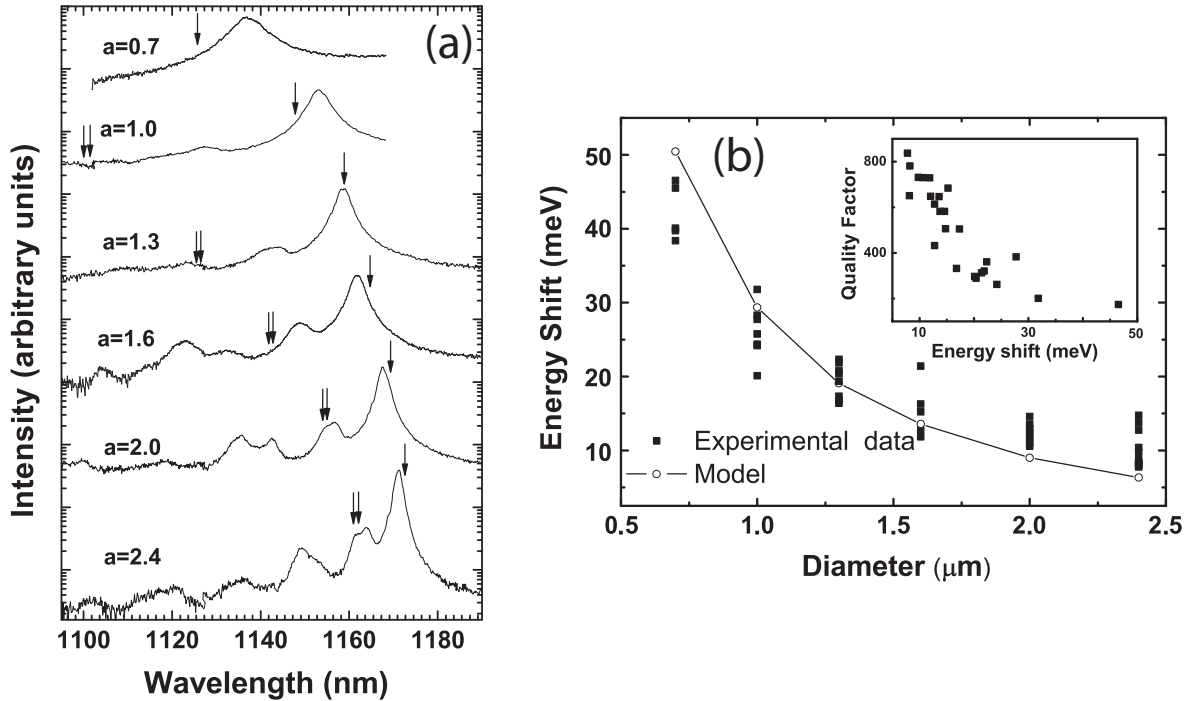 (a)
a=0.7
a=1.0
a=1.3
a=1.6
a=2.0
a=2.4
Intensity (arbitrary units)
1100 1120 1140 1160 1180
Wavelength (nm)
(b)
50
40
30
20
10
Energy Shift (meV)
Experimental data
Model
0.5 1.0 1.5 2.0 2.5
Diameter (μm)
800
400
Quality Factor
10 30 50
Energy shift (meV)